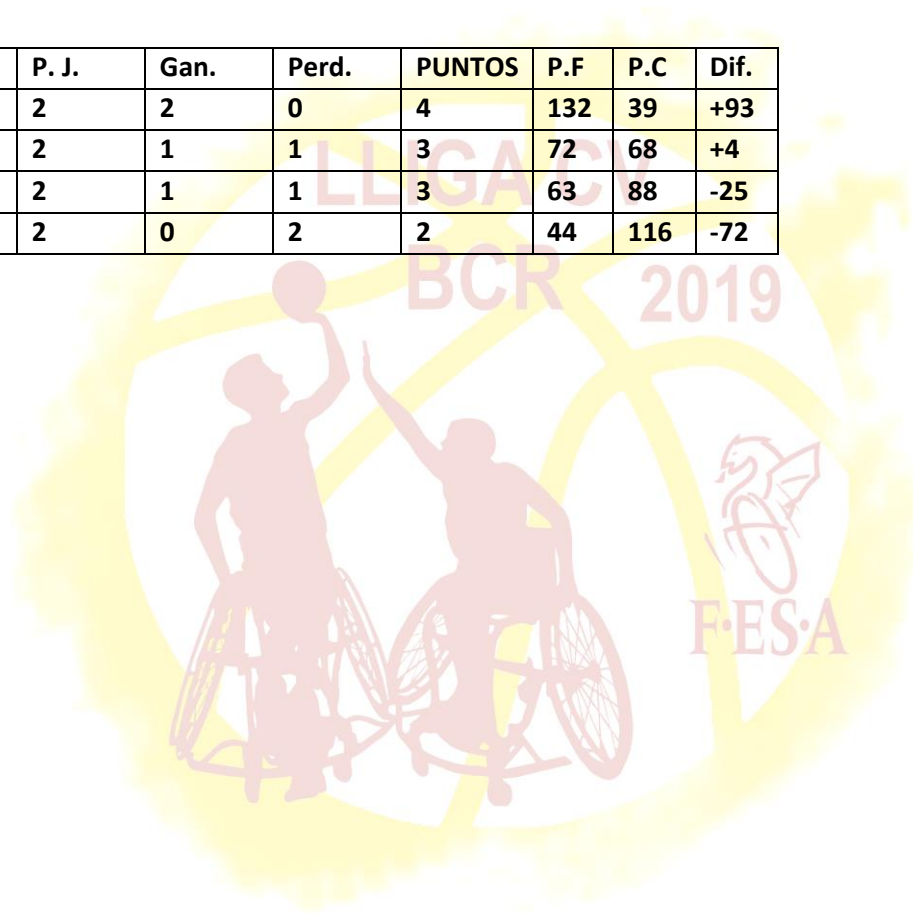 P. J. Gan. Perd. PUNTOS P.F P.C Dif.
2 2 0 4 132 39 +93
2 1 1 3 72 68 +4
2 1 1 3 63 88 -25
2 0 2 2 44 116 -72
LLIGA CV
BCR 2019
F·ES·A